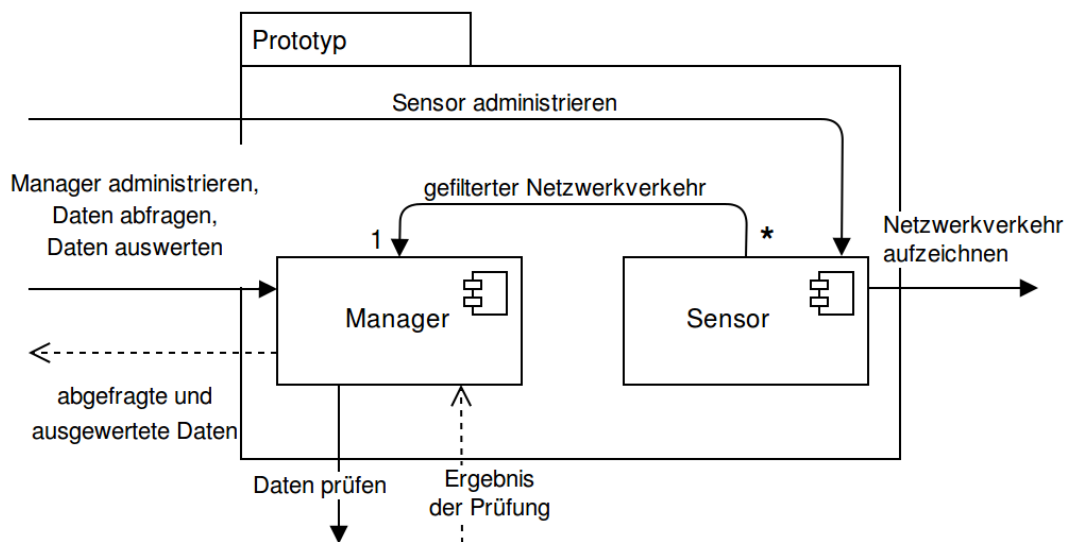 Prototyp
Sensor administrieren
Manager administrieren,
Daten abfragen,
Daten auswerten
gefilterter Netzwerkverkehr
1
*
Netzwerkverkehr
aufzeichnen
Manager
Sensor
abgefragte und
ausgewertete Daten
Daten prüfen
Ergebnis
der Prüfung